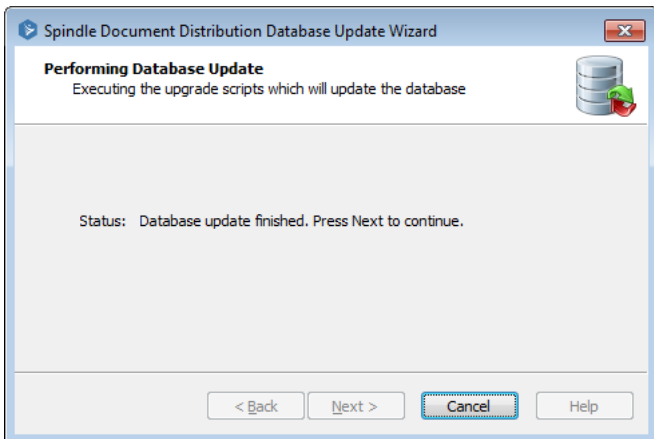 Spindle Document Distribution Database Update Wizard
Performing Database Update
Executing the upgrade scripts which will update the database
Status: Database update finished. Press Next to continue.
< Back Next > Cancel Help